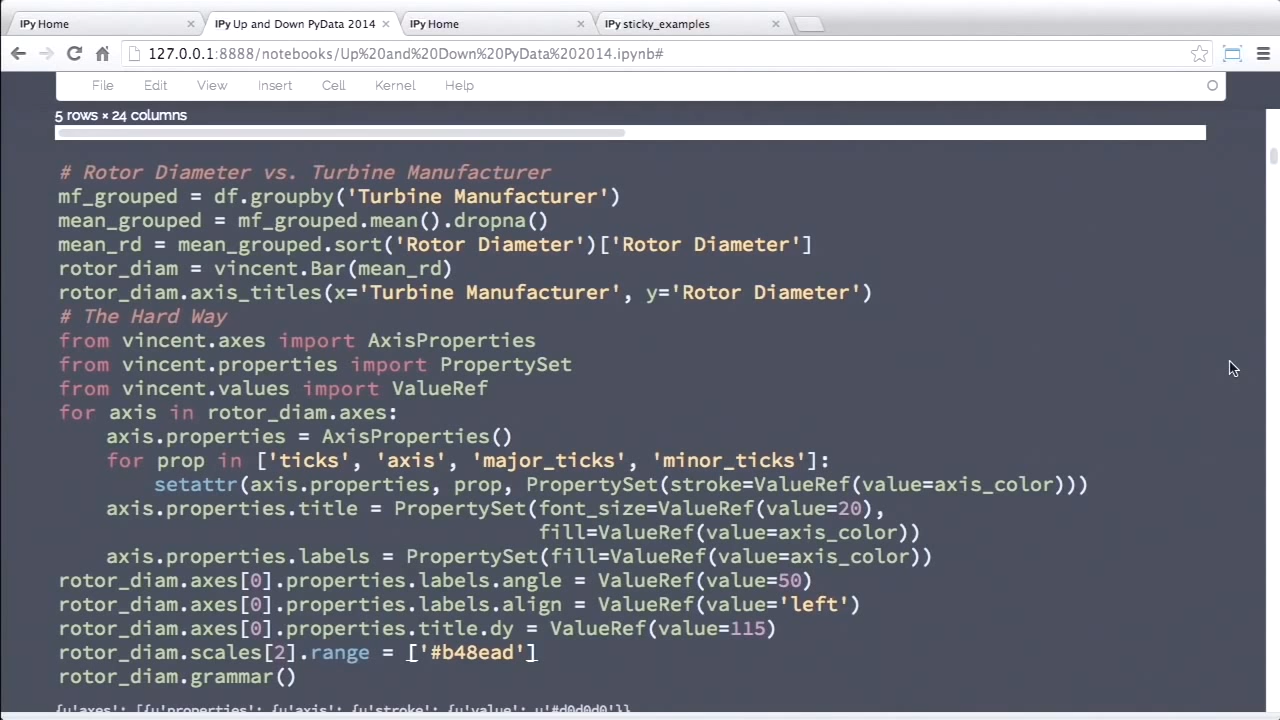 IPy Home
IPy Up and Down PyData 2014
IPy Home
IPy sticky_examples
127.0.0.1:8888/notebooks/Up%20and%20Down%20PyData%202014.ipynb#
File Edit View Insert Cell Kernel Help
5 rows × 24 columns
# Rotor Diameter vs. Turbine Manufacturer
mf_grouped = df.groupby('Turbine Manufacturer')
mean_grouped = mf_grouped.mean().dropna()
mean_rd = mean_grouped.sort('Rotor Diameter')['Rotor Diameter']
rotor_diam = vincent.Bar(mean_rd)
rotor_diam.axis_titles(x='Turbine Manufacturer', y='Rotor Diameter')
# The Hard Way
from vincent.axes import AxisProperties
from vincent.properties import PropertySet
from vincent.values import ValueRef
for axis in rotor_diam.axes:
    axis.properties = AxisProperties()
    for prop in ['ticks', 'axis', 'major_ticks', 'minor_ticks']:
        setattr(axis.properties, prop, PropertySet(stroke=ValueRef(value=axis_color)))
    axis.properties.title = PropertySet(font_size=ValueRef(value=20),
                                        fill=ValueRef(value=axis_color))
    axis.properties.labels = PropertySet(fill=ValueRef(value=axis_color))
rotor_diam.axes[0].properties.labels.angle = ValueRef(value=50)
rotor_diam.axes[0].properties.labels.align = ValueRef(value='left')
rotor_diam.axes[0].properties.title.dy = ValueRef(value=115)
rotor_diam.scales[2].range = ['#b48ead']
rotor_diam.grammar()
{u'axes': [{u'properties': {u'axis': {u'stroke': {u'value': u'#d0d0d0'}},